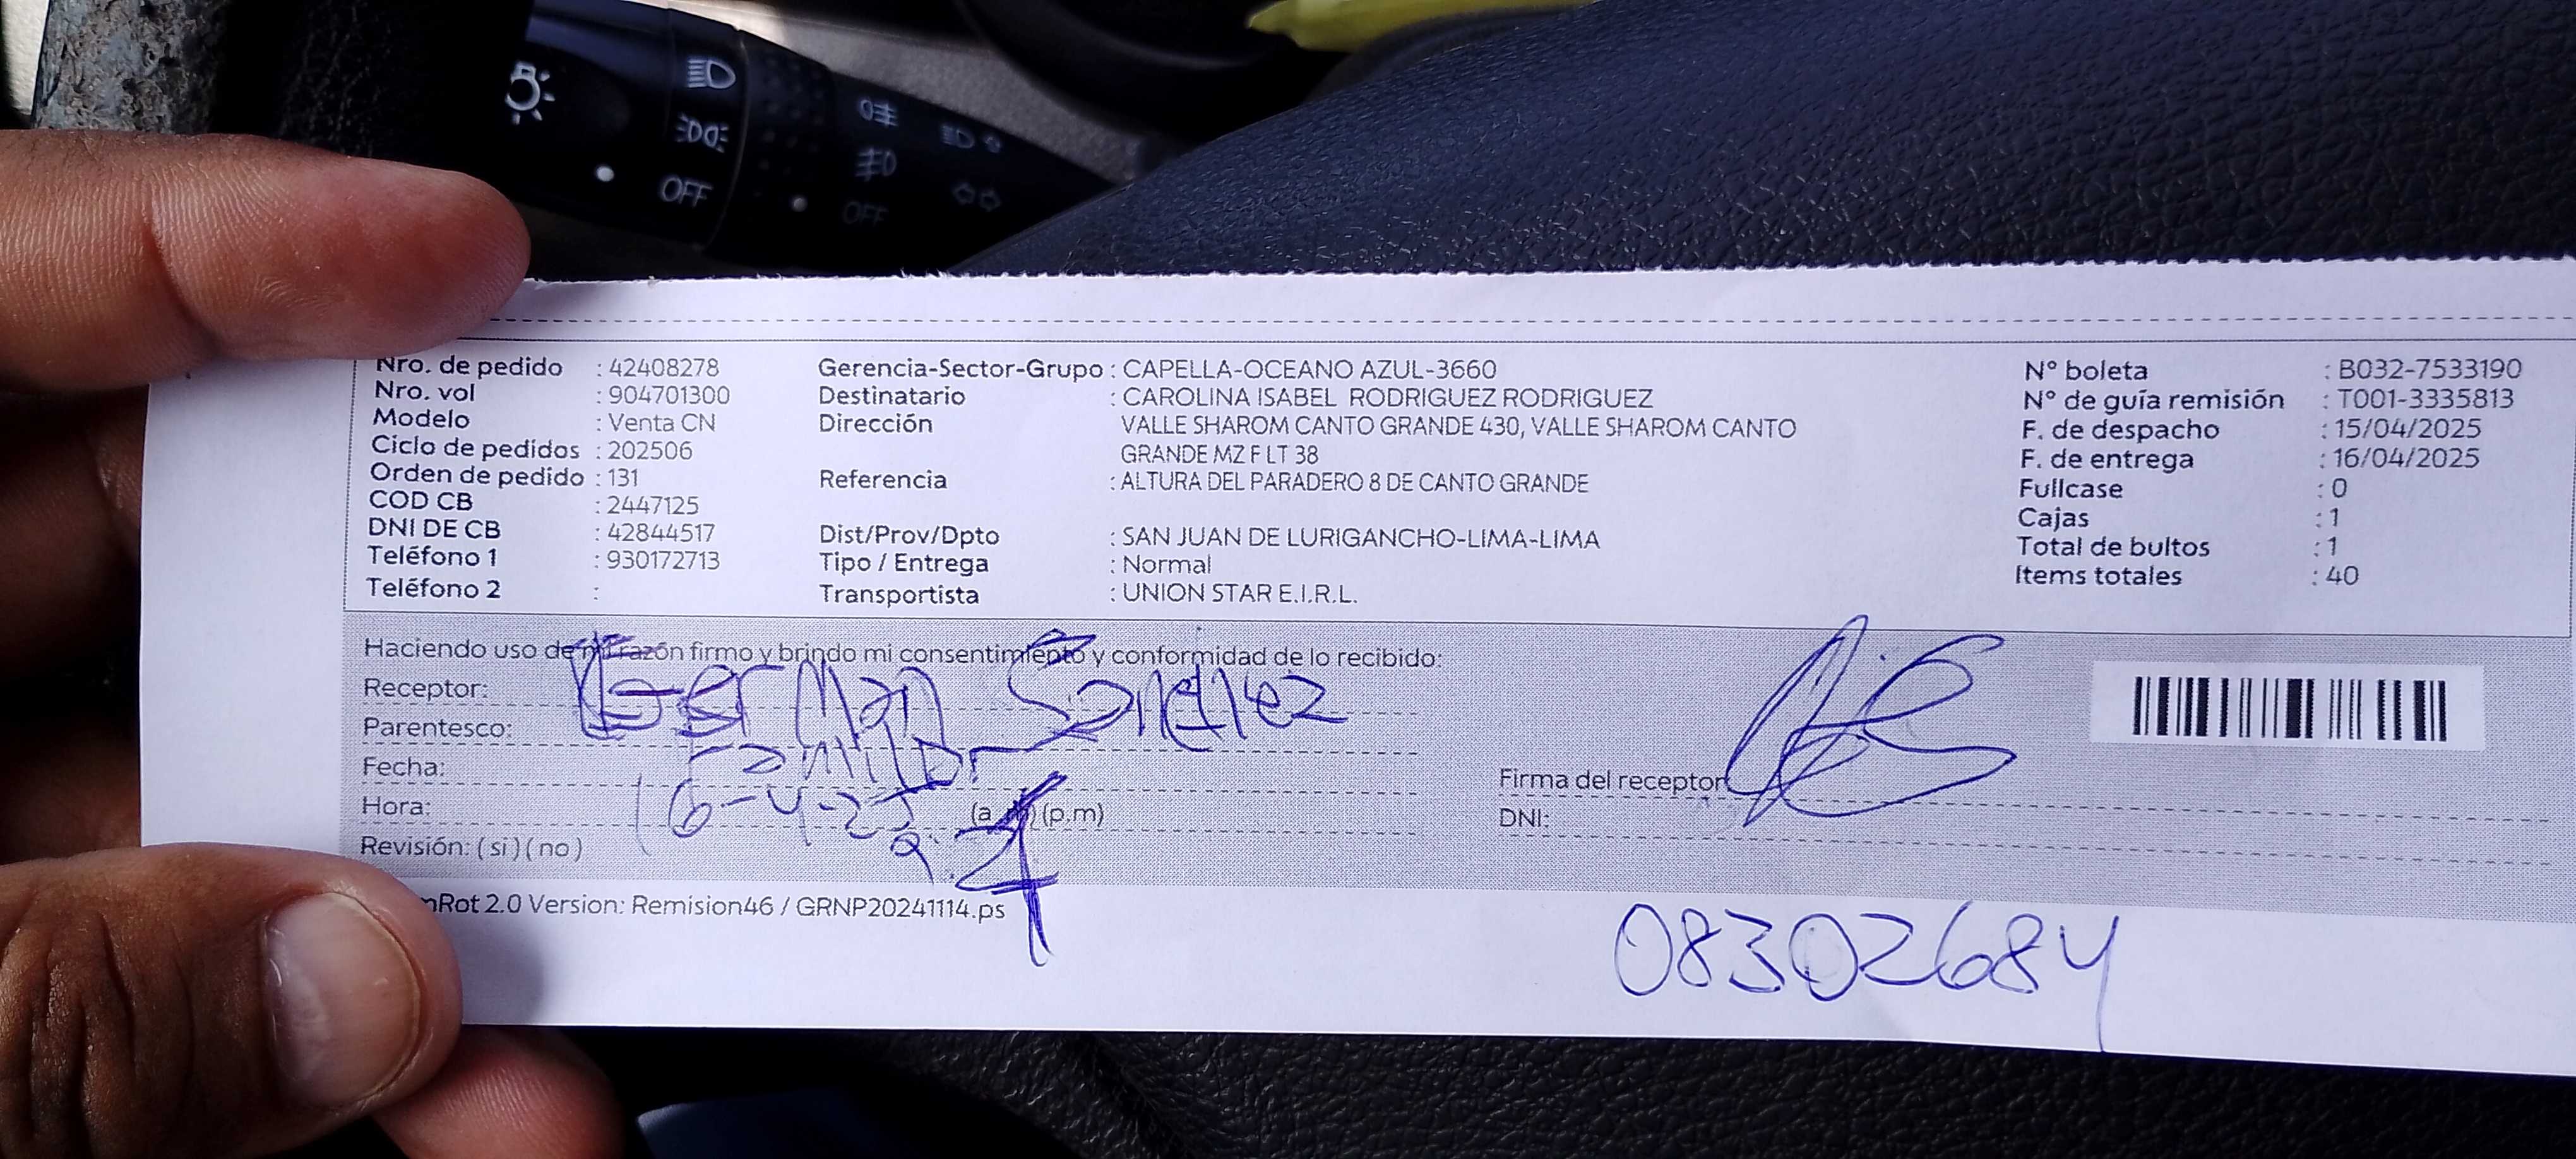 OFF
OFF
Nro. de pedido : 42408278
Nro. vol : 904701300
Modelo : Venta CN
Ciclo de pedidos : 202506
Orden de pedido : 131
COD CB : 2447125
DNI DE CB : 42844517
Teléfono 1 : 930172713
Teléfono 2 :
Gerencia-Sector-Grupo : CAPELLA-OCEANO AZUL-3660
Destinatario : CAROLINA ISABEL RODRIGUEZ RODRIGUEZ
Dirección VALLE SHAROM CANTO GRANDE 430, VALLE SHAROM CANTO
GRANDE MZ F LT 38
Referencia : ALTURA DEL PARADERO 8 DE CANTO GRANDE
Dist/Prov/Dpto : SAN JUAN DE LURIGANCHO-LIMA-LIMA
Tipo / Entrega : Normal
Transportista : UNION STAR E.I.R.L.
N° boleta : B032-7533190
N° de guía remisión : T001-3335813
F. de despacho : 15/04/2025
F. de entrega : 16/04/2025
Fullcase : 0
Cajas : 1
Total de bultos : 1
Items totales : 40
Haciendo uso de mi razón firmo y brindo mi consentimiento y conformidad de lo recibido:
Receptor: German
Parentesco:
Fecha: 16-4-25
Hora: (p.m)
Revisión: ( si ) ( no )
Firma del receptor
DNI:
08302684
Rot 2.0 Version: Remision46 / GRNP20241114.ps